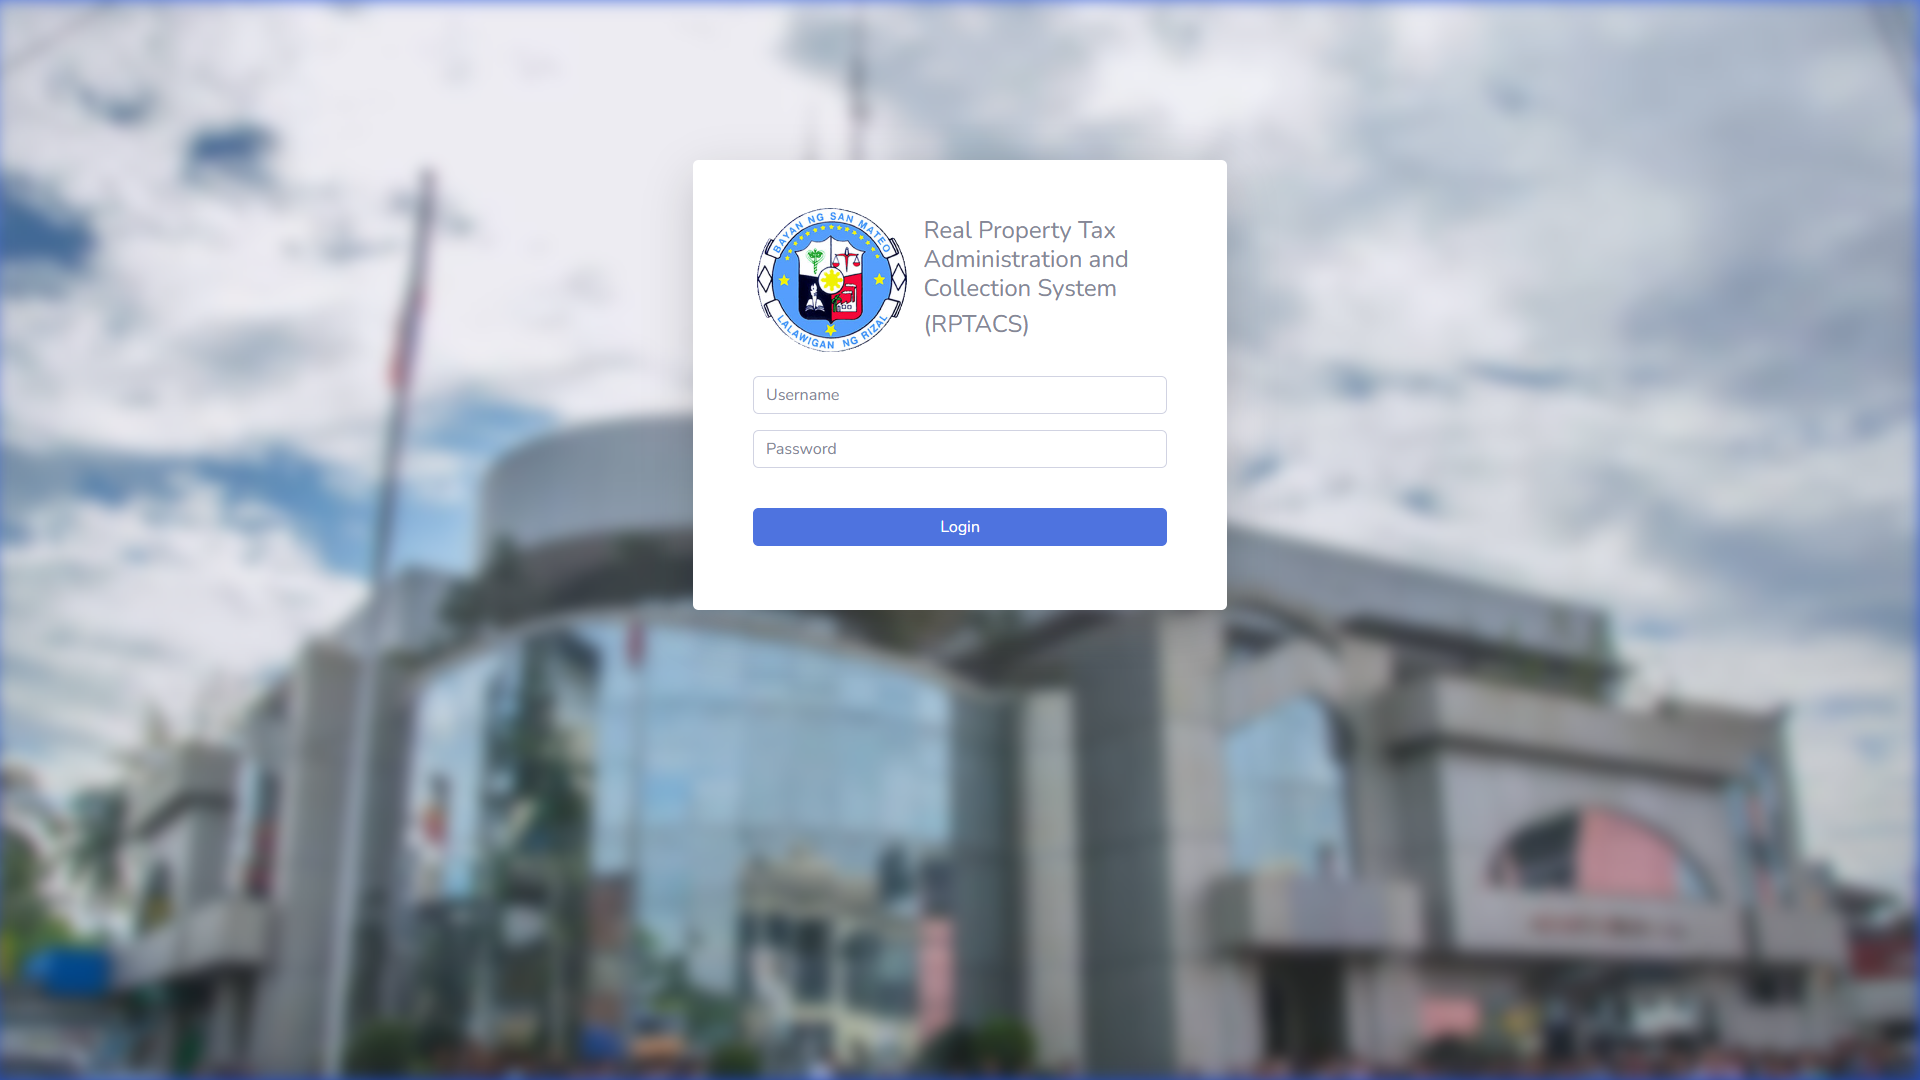 BAYAN NG SAN MATEO
LALAWIGAN NG RIZAL
Real Property Tax
Administration and
Collection System
(RPTACS)
Username
Password
Login